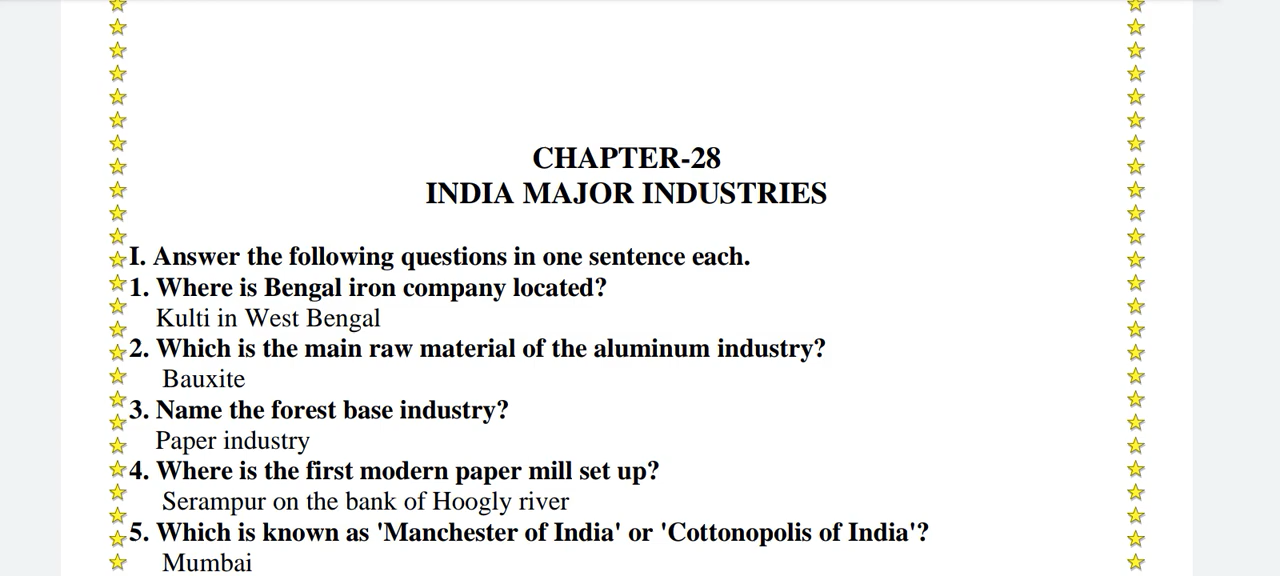 CHAPTER-28
INDIA MAJOR INDUSTRIES
I. Answer the following questions in one sentence each.
1. Where is Bengal iron company located?
Kulti in West Bengal
2. Which is the main raw material of the aluminum industry?
Bauxite
3. Name the forest base industry?
Paper industry
4. Where is the first modern paper mill set up?
Serampur on the bank of Hoogly river
5. Which is known as 'Manchester of India' or 'Cottonopolis of India'?
Mumbai